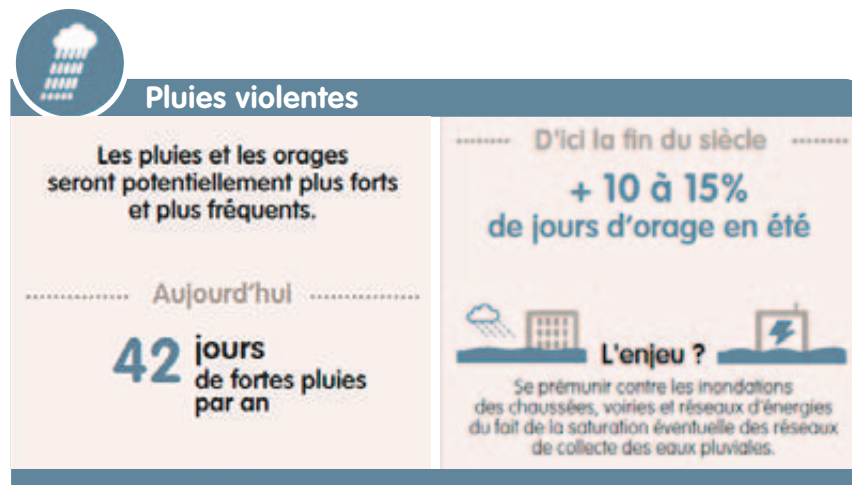 Pluies violentes
Les pluies et les orages
seront potentiellement plus forts
et plus fréquents.
Aujourd'hui
42 jours
de fortes pluies
par an
D'ici la fin du siècle
+ 10 à 15%
de jours d'orage en été
L'enjeu ?
Se prémunir contre les inondations
des chaussées, voiries et réseaux d'énergies
du fait de la saturation éventuelle des réseaux
de collecte des eaux pluviales.